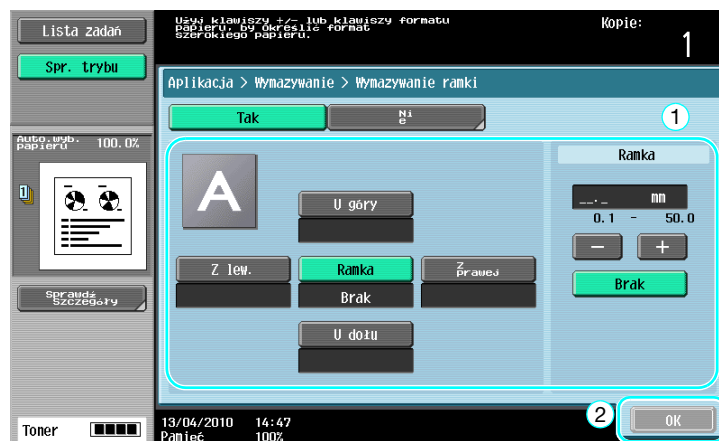 Lista zadań
Użyj klawiszy +/- lub klawiszy formatu
papieru, by określić format
szerokiego papieru.
Kopie:
1
Spr. trybu
Aplikacja > Wymazywanie > Wymazywanie ramki
Tak
Ni
e
1
Auto.wyb.
papieru
100.0%
Ramka
A
U góry
__._ mm
0.1 - 50.0
− +
Z lew.
Ramka
Z
prawej
Brak
Brak
Sprawdź
Szczegóły
U dołu
2
OK
Toner
13/04/2010 14:47
Pamięć 100%